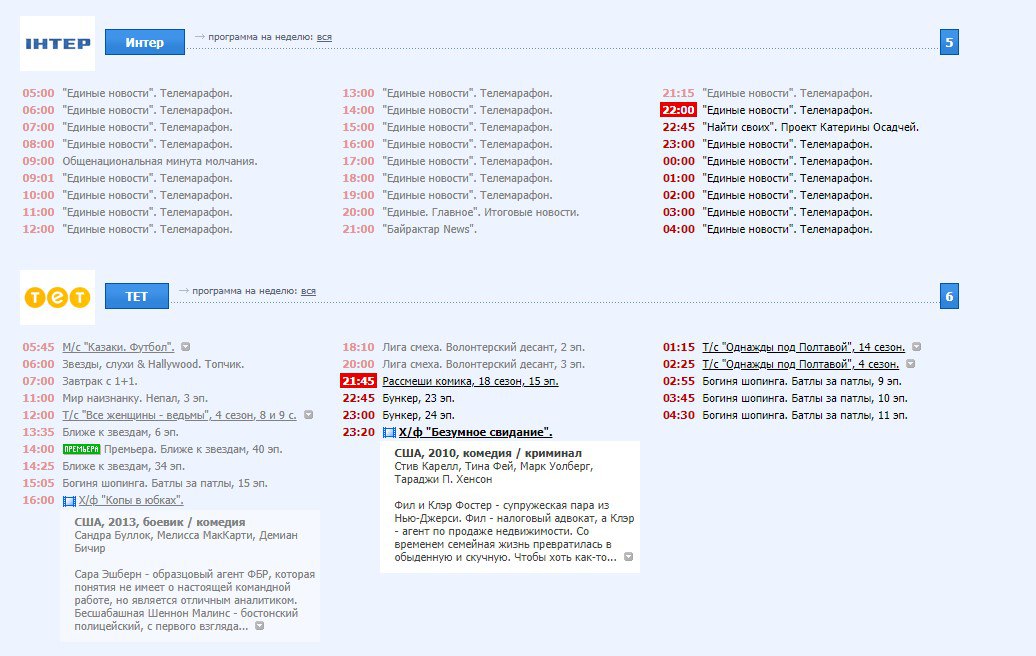 ІНТЕР
Интер
→ программа на неделю: вся
5
05:00 "Единые новости". Телемарафон.
06:00 "Единые новости". Телемарафон.
07:00 "Единые новости". Телемарафон.
08:00 "Единые новости". Телемарафон.
09:00 Общенациональная минута молчания.
09:01 "Единые новости". Телемарафон.
10:00 "Единые новости". Телемарафон.
11:00 "Единые новости". Телемарафон.
12:00 "Единые новости". Телемарафон.
13:00 "Единые новости". Телемарафон.
14:00 "Единые новости". Телемарафон.
15:00 "Единые новости". Телемарафон.
16:00 "Единые новости". Телемарафон.
17:00 "Единые новости". Телемарафон.
18:00 "Единые новости". Телемарафон.
19:00 "Единые новости". Телемарафон.
20:00 "Единые. Главное". Итоговые новости.
21:00 "Байрактар News".
21:15 "Единые новости". Телемарафон.
22:00 "Единые новости". Телемарафон.
22:45 "Найти своих". Проект Катерины Осадчей.
23:00 "Единые новости". Телемарафон.
00:00 "Единые новости". Телемарафон.
01:00 "Единые новости". Телемарафон.
02:00 "Единые новости". Телемарафон.
03:00 "Единые новости". Телемарафон.
04:00 "Единые новости". Телемарафон.
тет
ТЕТ
→ программа на неделю: вся
6
05:45 М/с "Казаки. Футбол".
06:00 Звезды, слухи & Hallywood. Топчик.
07:00 Завтрак с 1+1.
11:00 Мир наизнанку. Непал, 3 эп.
12:00 Т/с "Все женщины - ведьмы", 4 сезон, 8 и 9 с.
13:35 Ближе к звездам, 6 эп.
14:00 ПРЕМЬЕРА Премьера. Ближе к звездам, 40 эп.
14:25 Ближе к звездам, 34 эп.
15:05 Богиня шопинга. Батлы за патлы, 15 эп.
16:00 Х/ф "Копы в юбках".
США, 2013, боевик / комедия
Сандра Буллок, Мелисса МакКарти, Демиан
Бичир
Сара Эшберн - образцовый агент ФБР, которая
понятия не имеет о настоящей командной
работе, но является отличным аналитиком.
Бесшабашная Шеннон Малинс - бостонский
полицейский, с первого взгляда...
18:10 Лига смеха. Волонтерский десант, 2 эп.
20:00 Лига смеха. Волонтерский десант, 3 эп.
21:45 Рассмеши комика, 18 сезон, 15 эп.
22:45 Бункер, 23 эп.
23:00 Бункер, 24 эп.
23:20 Х/ф "Безумное свидание".
США, 2010, комедия / криминал
Стив Карелл, Тина Фей, Марк Уолберг,
Тараджи П. Хенсон
Фил и Клэр Фостер - супружеская пара из
Нью-Джерси. Фил - налоговый адвокат, а Клэр
- агент по продаже недвижимости. Со
временем семейная жизнь превратилась в
обыденную и скучную. Чтобы хоть как-то...
01:15 Т/с "Однажды под Полтавой", 14 сезон.
02:25 Т/с "Однажды под Полтавой", 4 сезон.
02:55 Богиня шопинга. Батлы за патлы, 9 эп.
03:45 Богиня шопинга. Батлы за патлы, 10 эп.
04:30 Богиня шопинга. Батлы за патлы, 11 эп.